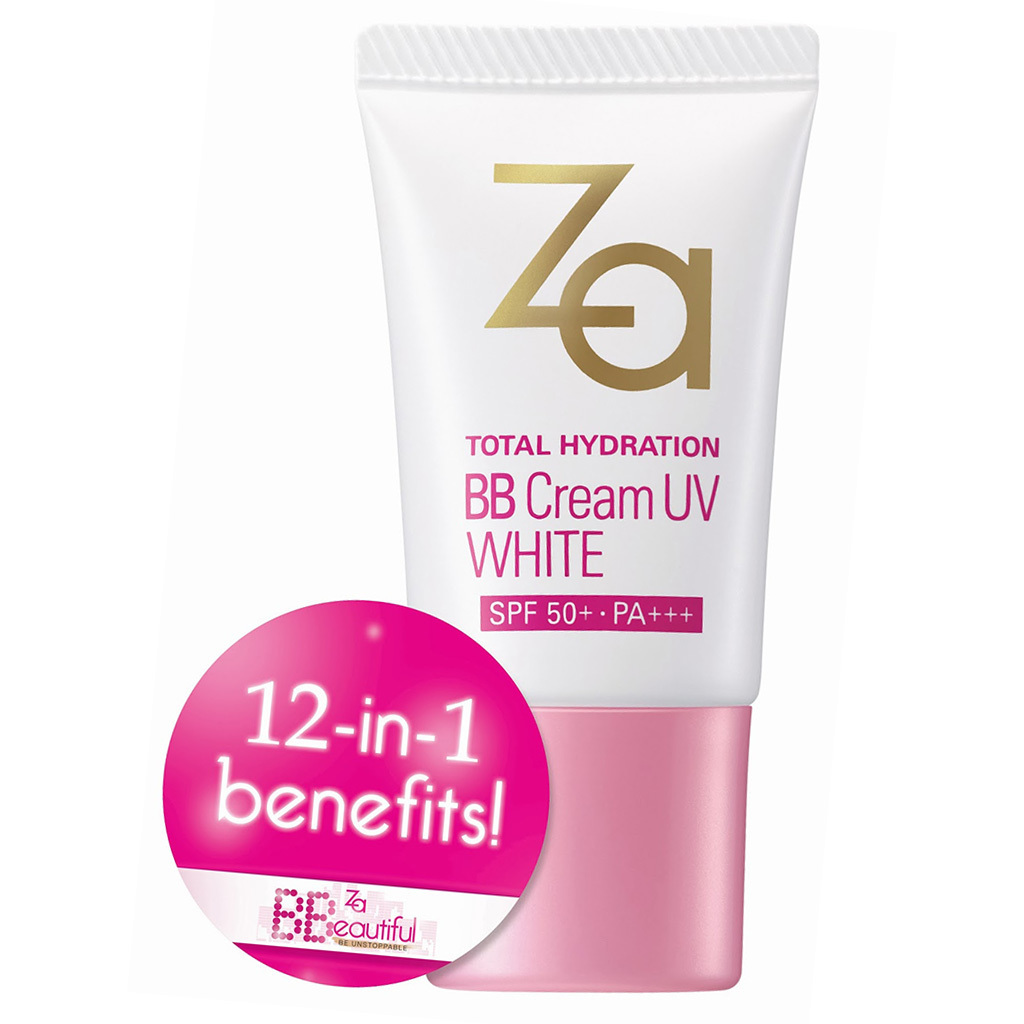 Za
TOTAL HYDRATION
BB Cream UV
WHITE
SPF 50+・PA+++
12-in-1
benefits!
Za
BBeautiful
BE UNSTOPPABLE